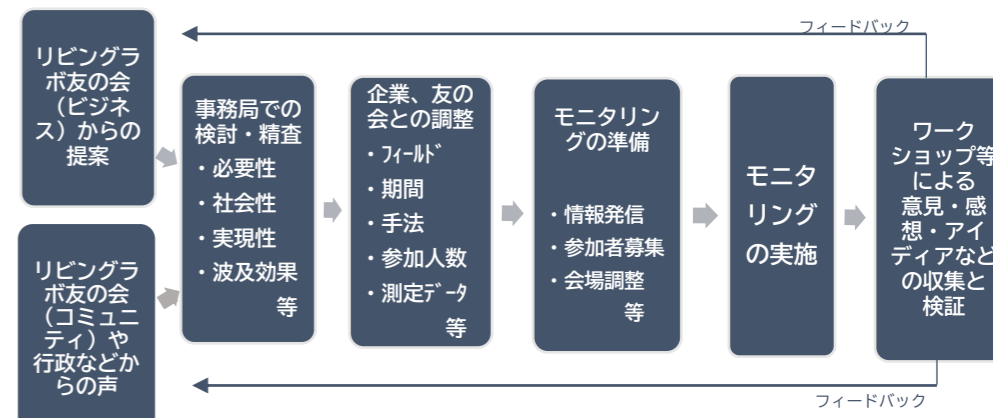 フィードバック
リビングラ
ボ友の会
（ビジネ
ス）からの
提案
リビングラ
ボ友の会
（コミュニ
ティ）や
行政などか
らの声
事務局での
検討・精査
・必要性
・社会性
・実現性
・波及効果
等
企業、友の
会との調整
・ﾌｨｰﾙﾄﾞ
・期間
・手法
・参加人数
・測定ﾃﾞｰﾀ
等
モニタリン
グの準備
・情報発信
・参加者募集
・会場調整
等
モニタ
リング
の実施
ワーク
ショップ等
による
意見・感
想・アイ
ディアなど
の収集と
検証
フィードバック